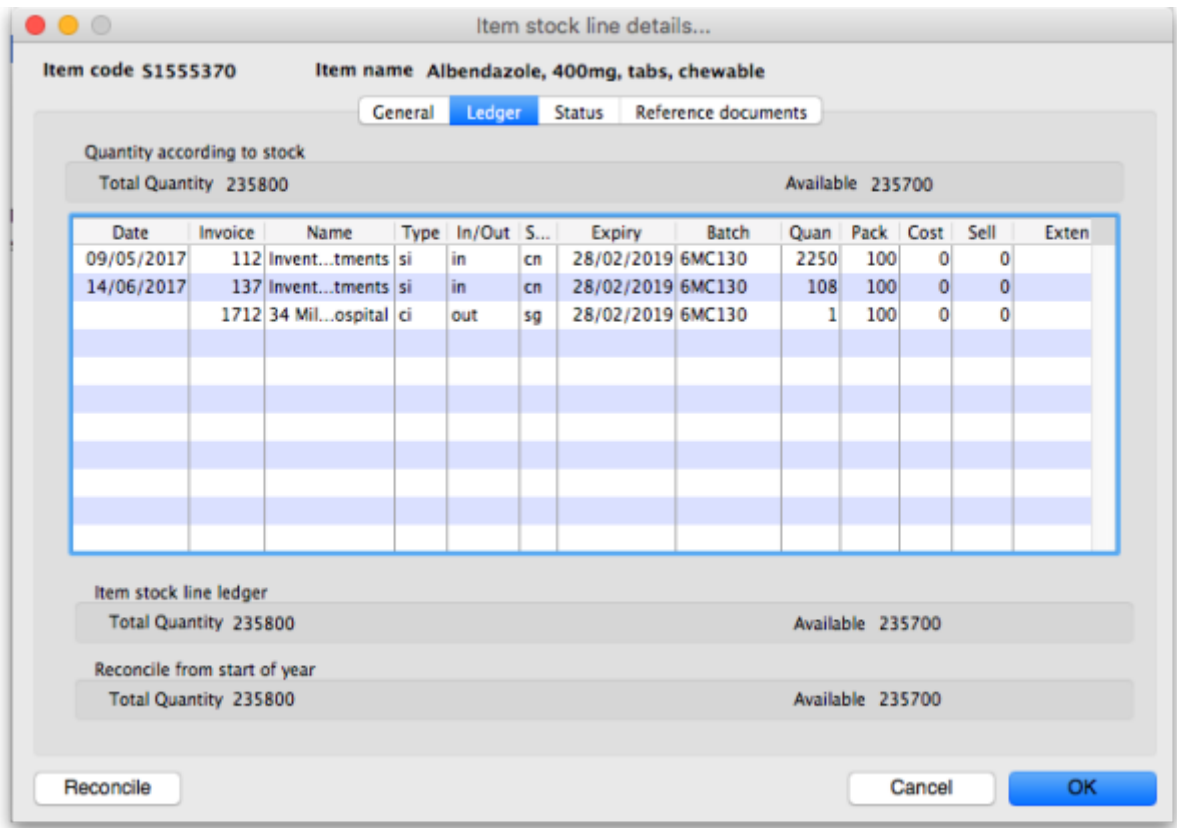 Item stock line details...
Item code S1555370 Item name Albendazole, 400mg, tabs, chewable
General Ledger Status Reference documents
Quantity according to stock
Total Quantity 235800 Available 235700
Date Invoice Name Type In/Out S... Expiry Batch Quan Pack Cost Sell Exten
09/05/2017 112 Invent...tments si in cn 28/02/2019 6MC130 2250 100 0 0
14/06/2017 137 Invent...tments si in cn 28/02/2019 6MC130 108 100 0 0
1712 34 Mil...ospital ci out sg 28/02/2019 6MC130 1 100 0 0
Item stock line ledger
Total Quantity 235800 Available 235700
Reconcile from start of year
Total Quantity 235800 Available 235700
Reconcile Cancel OK